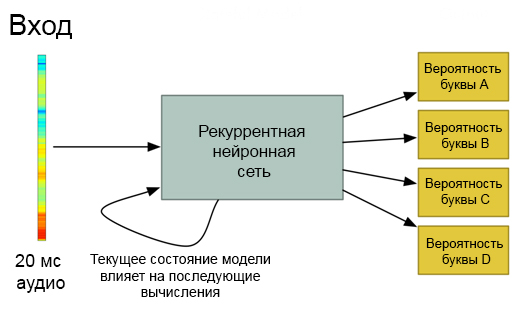 Вход
20 мс
аудио
Рекуррентная
нейронная
сеть
Текущее состояние модели
влияет на последующие
вычисления
Вероятность
буквы A
Вероятность
буквы B
Вероятность
буквы C
Вероятность
буквы D